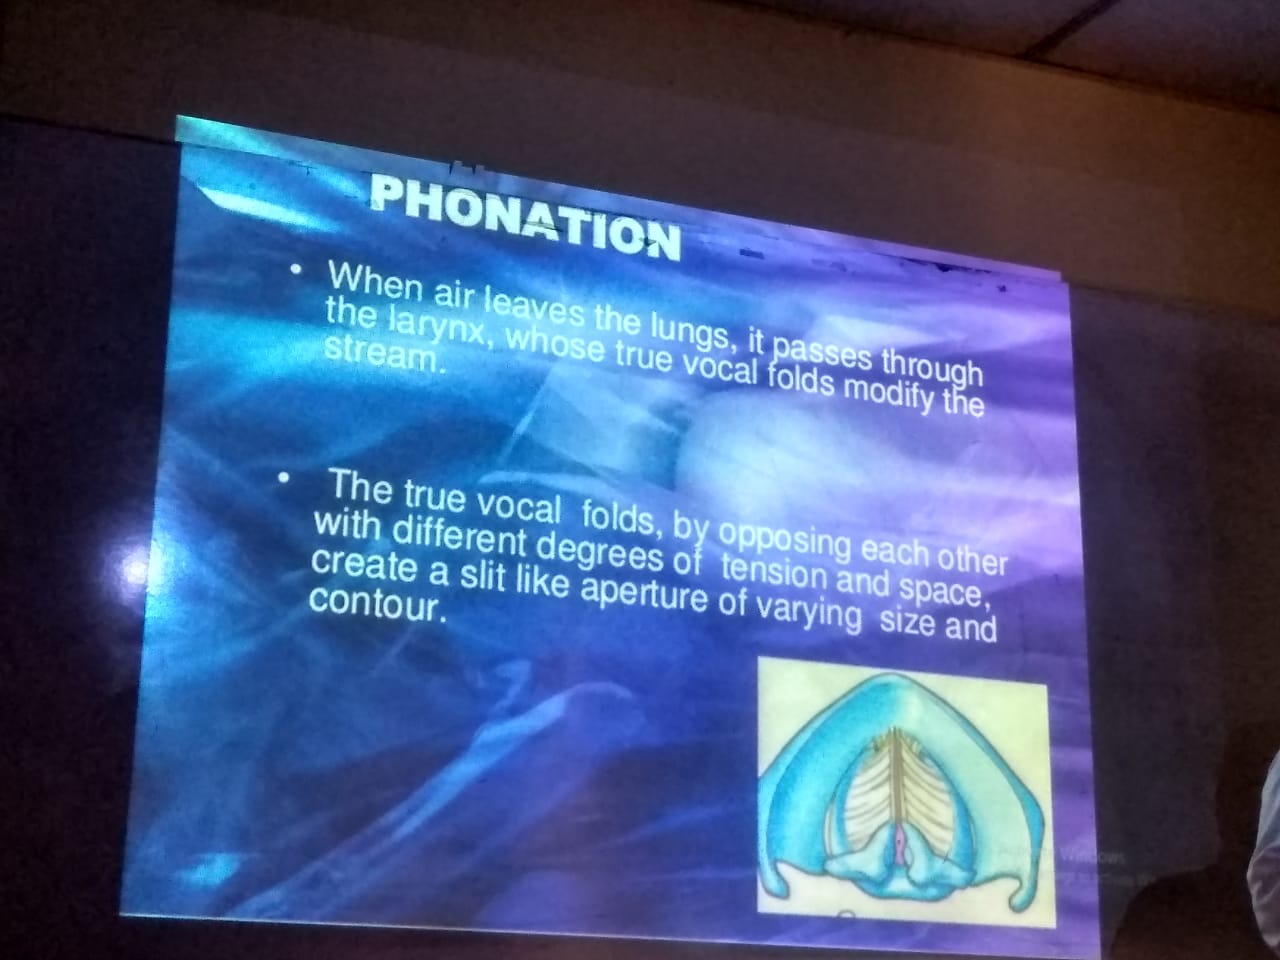 PHONATION
• When air leaves the lungs, it passes through
the larynx, whose true vocal folds modify the
stream.
• The true vocal folds, by opposing each other
with different degrees of tension and space,
create a slit like aperture of varying size and
contour.
Windows